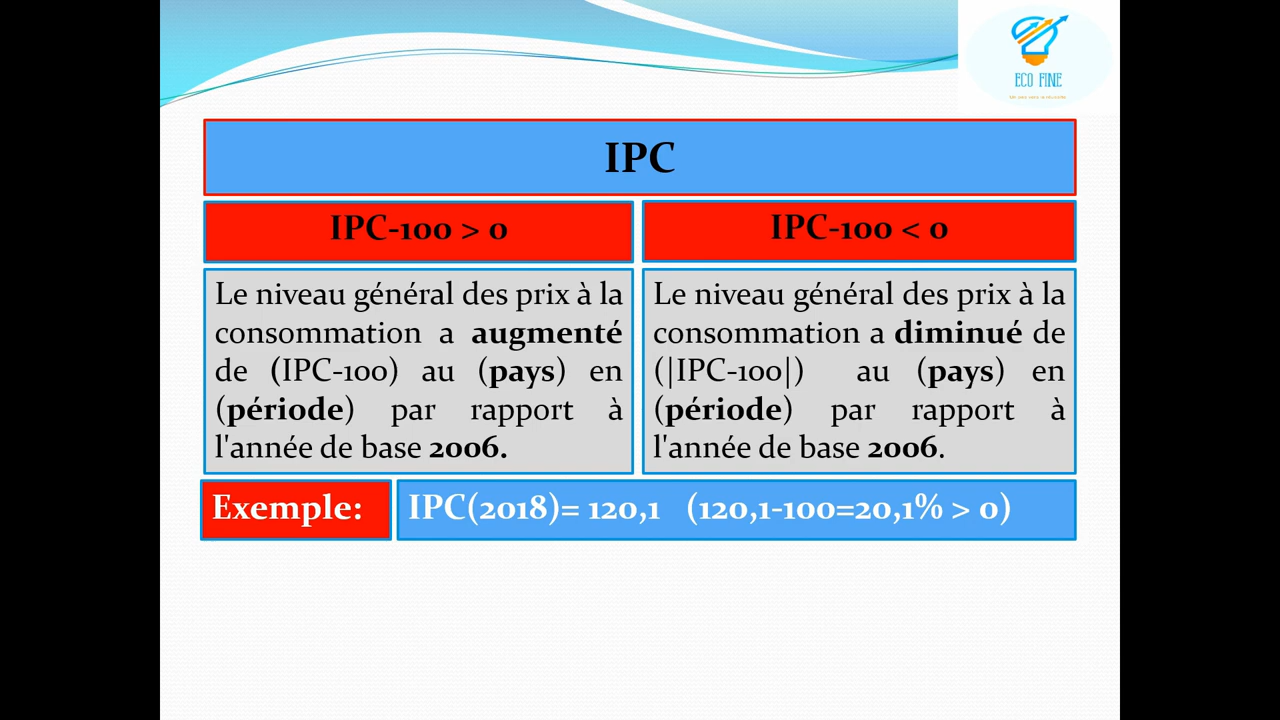 ECO FINE
IPC
IPC-100 > 0
IPC-100 < 0
Le niveau général des prix à la
consommation a augmenté
de (IPC-100) au (pays) en
(période) par rapport à
l'année de base 2006.
Le niveau général des prix à la
consommation a diminué de
(|IPC-100|) au (pays) en
(période) par rapport à
l'année de base 2006.
Exemple:
IPC(2018)= 120,1 (120,1-100=20,1% > 0)